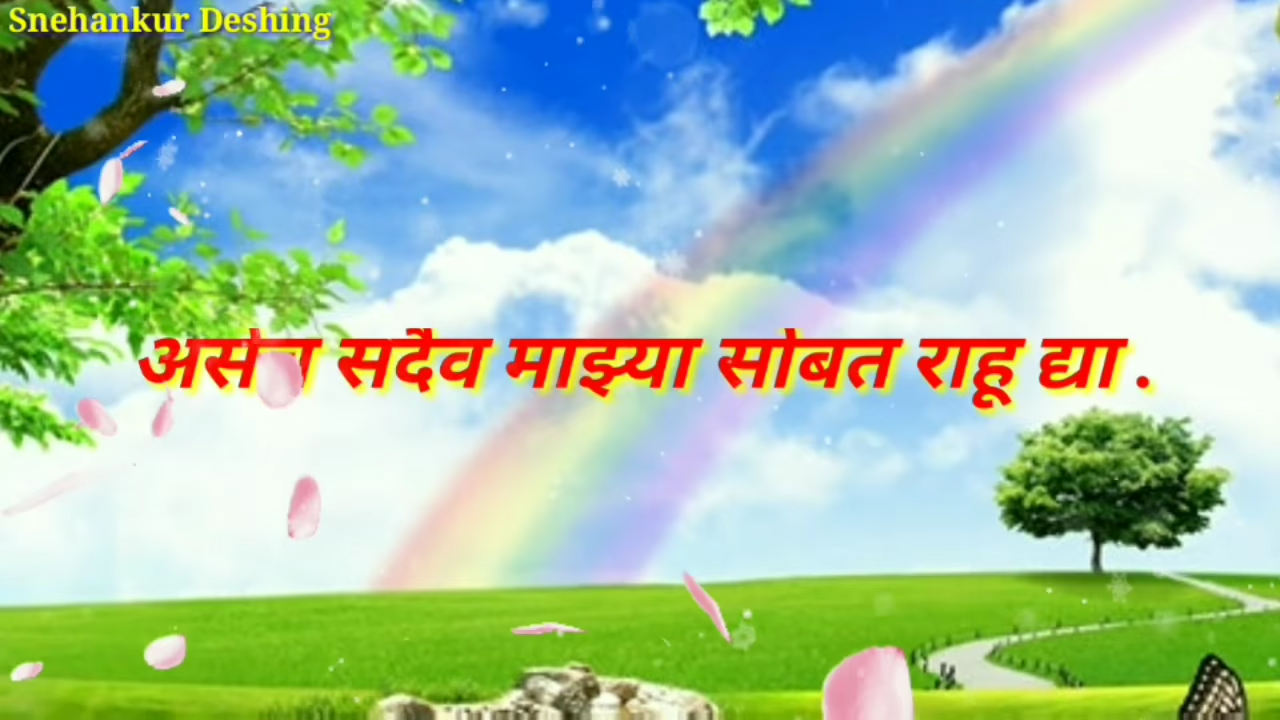 Snehankur Deshing
सदैव माझ्या सोबत राहू द्या .